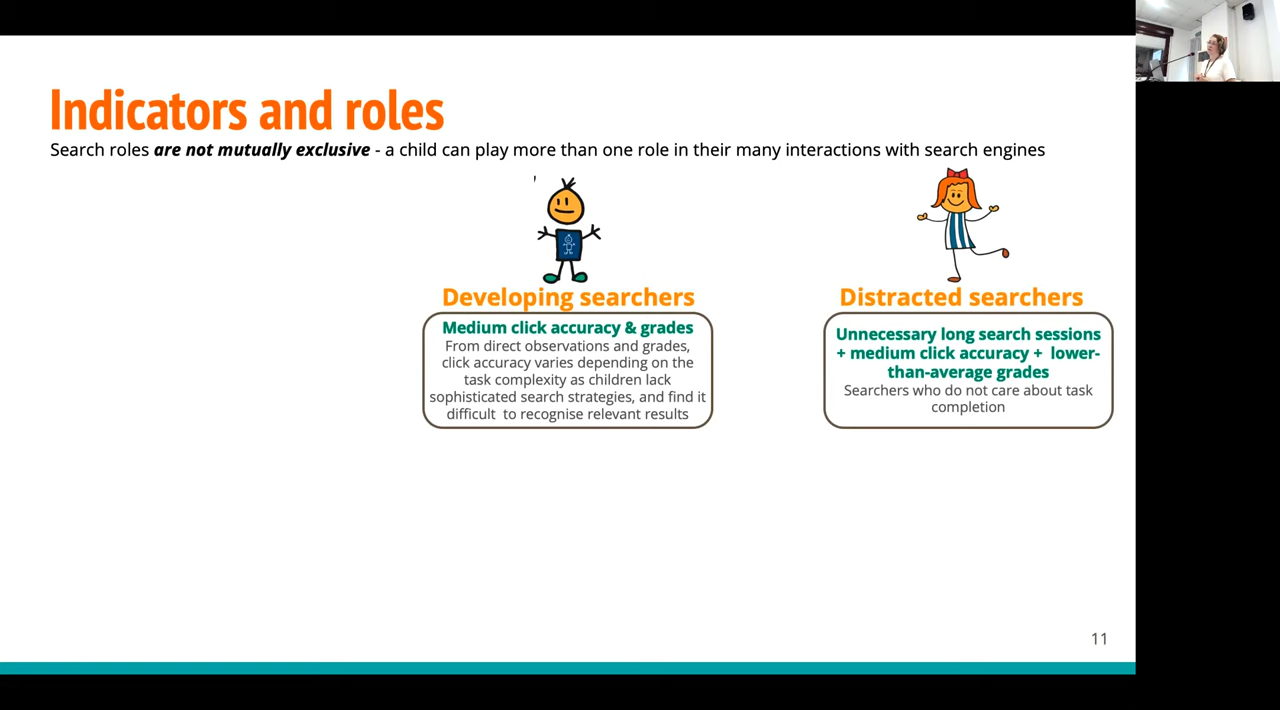 Indicators and roles
Search roles are not mutually exclusive - a child can play more than one role in their many interactions with search engines
Developing searchers
Medium click accuracy & grades
From direct observations and grades,
click accuracy varies depending on the
task complexity as children lack
sophisticated search strategies, and find it
difficult to recognise relevant results
Distracted searchers
Unnecessary long search sessions
+ medium click accuracy + lower-
than-average grades
Searchers who do not care about task
completion
11